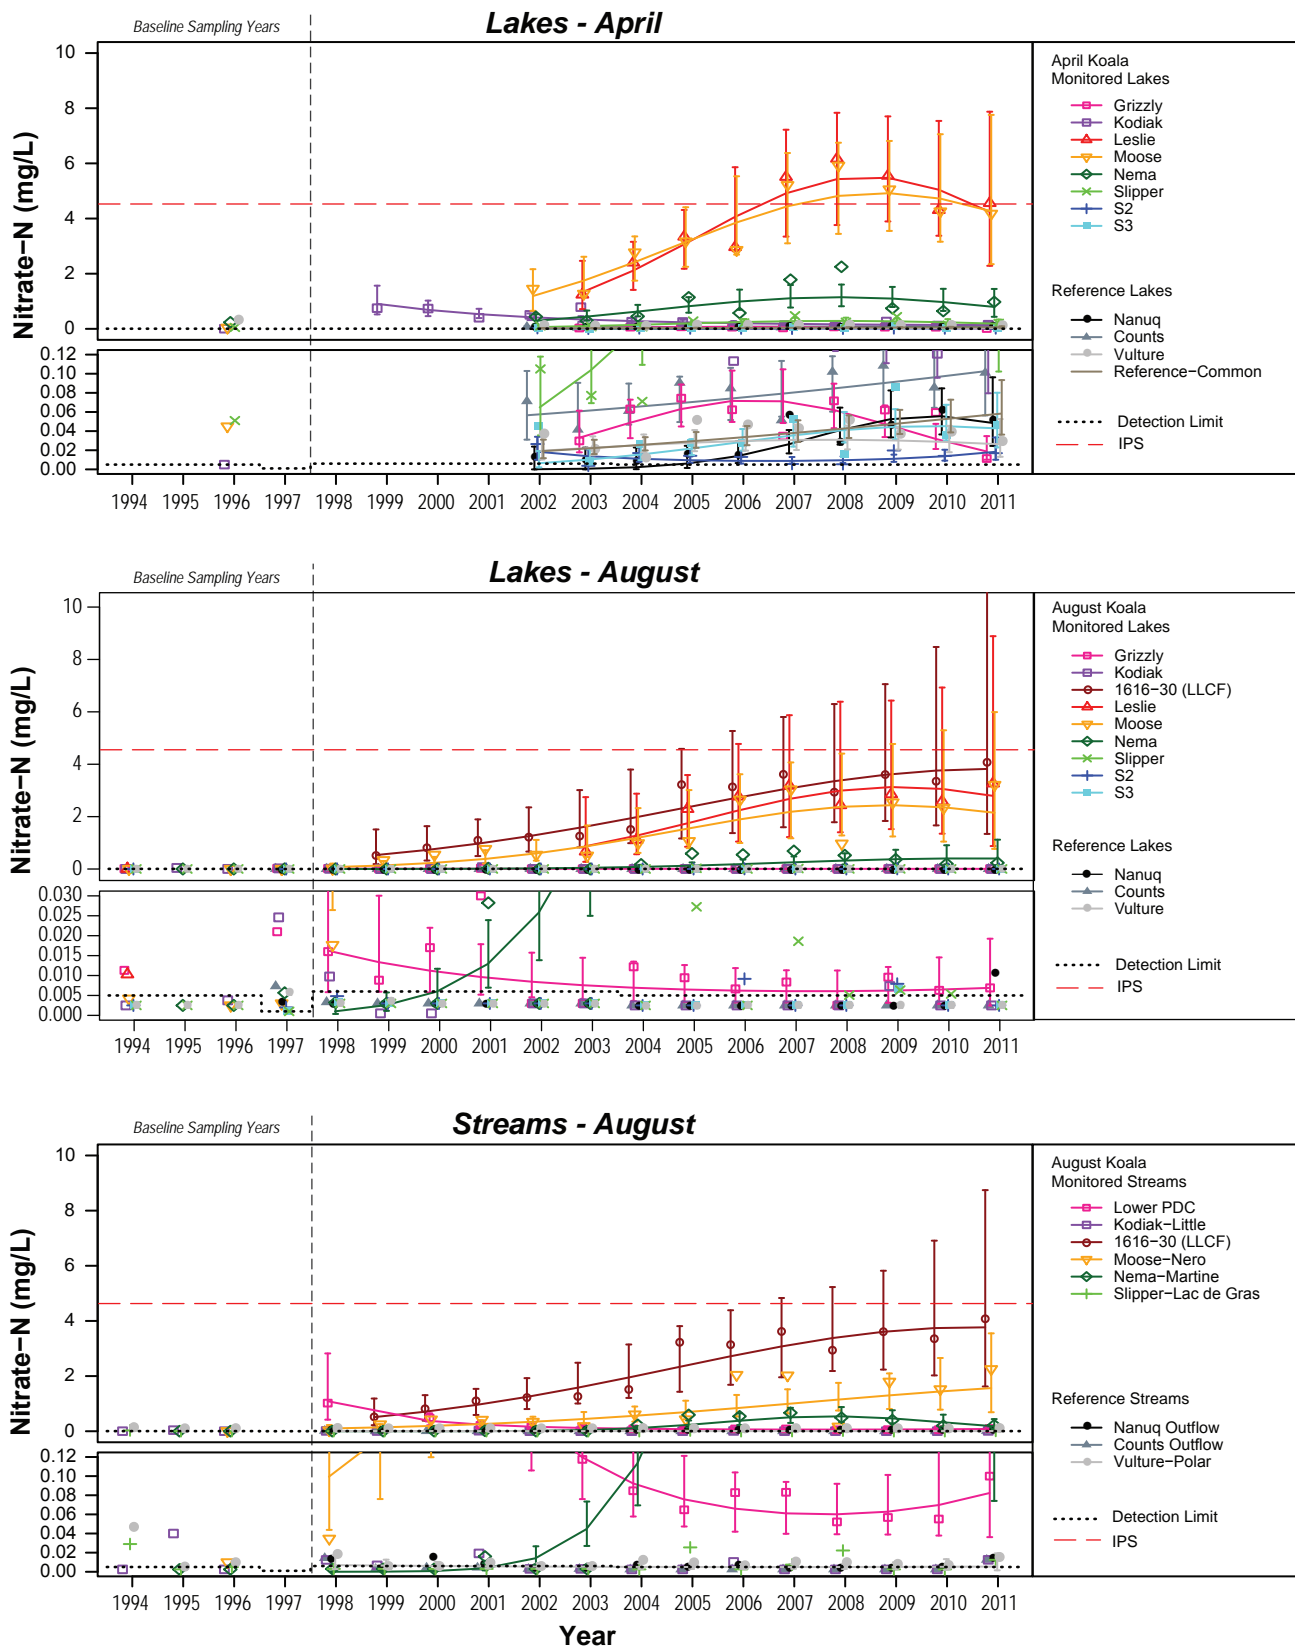 Baseline Sampling Years
Lakes - April
Nitrate−N (mg/L)
10
8
6
4
2
0
0.12
0.10
0.08
0.06
0.04
0.02
0.00
1994 1995 1996 1997 1998 1999 2000 2001 2002 2003 2004 2005 2006 2007 2008 2009 2010 2011
April Koala
Monitored Lakes
Grizzly
Kodiak
Leslie
Moose
Nema
Slipper
S2
S3
Reference Lakes
Nanuq
Counts
Vulture
Reference−Common
Detection Limit
IPS
Baseline Sampling Years
Lakes - August
Nitrate−N (mg/L)
10
8
6
4
2
0
0.030
0.025
0.020
0.015
0.010
0.005
0.000
1994 1995 1996 1997 1998 1999 2000 2001 2002 2003 2004 2005 2006 2007 2008 2009 2010 2011
August Koala
Monitored Lakes
Grizzly
Kodiak
1616−30 (LLCF)
Leslie
Moose
Nema
Slipper
S2
S3
Reference Lakes
Nanuq
Counts
Vulture
Detection Limit
IPS
Baseline Sampling Years
Streams - August
Nitrate−N (mg/L)
10
8
6
4
2
0
0.12
0.10
0.08
0.06
0.04
0.02
0.00
1994 1995 1996 1997 1998 1999 2000 2001 2002 2003 2004 2005 2006 2007 2008 2009 2010 2011
Year
August Koala
Monitored Streams
Lower PDC
Kodiak−Little
1616−30 (LLCF)
Moose−Nero
Nema−Martine
Slipper−Lac de Gras
Reference Streams
Nanuq Outflow
Counts Outflow
Vulture−Polar
Detection Limit
IPS